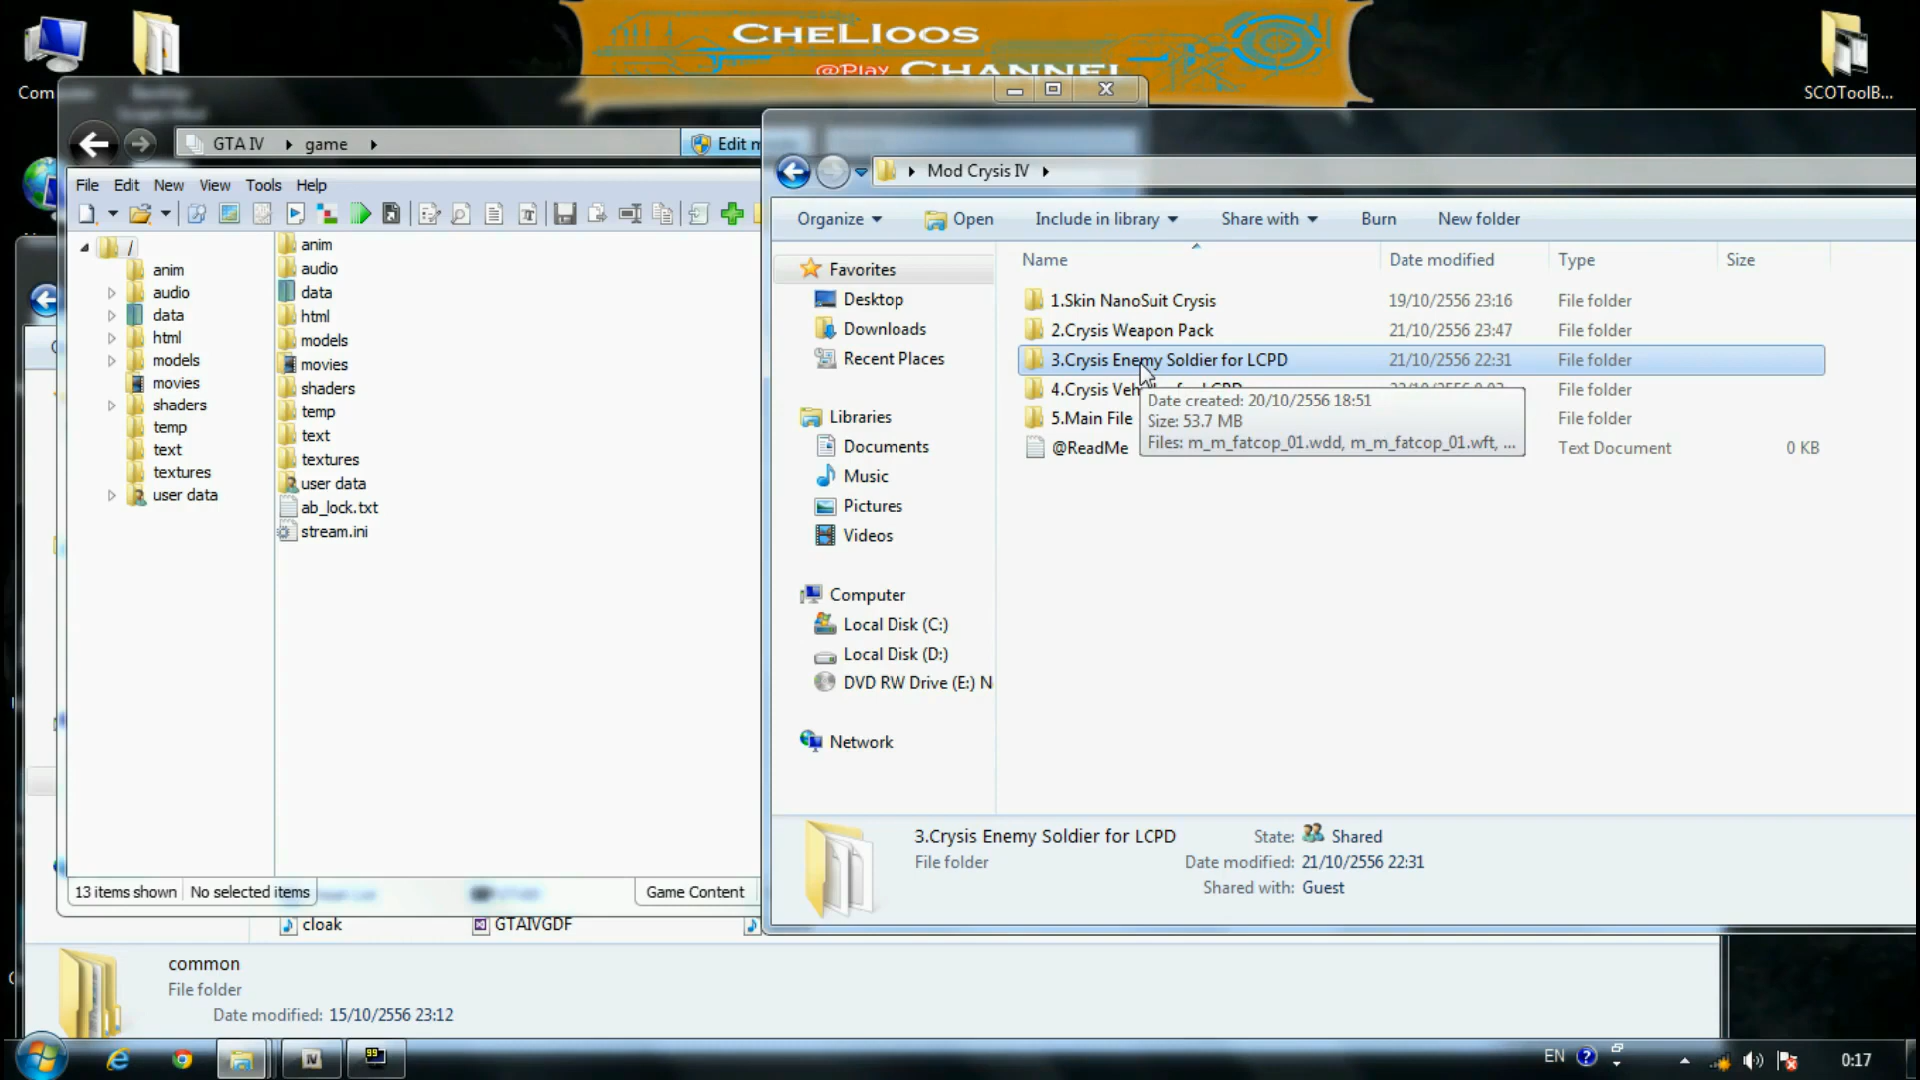 CheLioos
@Play Channel
Com
SCOToolB...
GTA IV
game
Edit m
File
Edit
New
View
Tools
Help
/
anim
audio
data
html
models
movies
shaders
temp
text
textures
user data
anim
audio
data
html
models
movies
shaders
temp
text
textures
user data
ab_lock.txt
stream.ini
13 items shown
No selected items
Game Content
cloak
GTAIVGDF
common
File folder
Date modified: 15/10/2556 23:12
Mod Crysis IV
Organize
Open
Include in library
Share with
Burn
New folder
Favorites
Desktop
Downloads
Recent Places
Libraries
Documents
Music
Pictures
Videos
Computer
Local Disk (C:)
Local Disk (D:)
DVD RW Drive (E:) N
Network
Name Date modified Type Size
1.Skin NanoSuit Crysis 19/10/2556 23:16 File folder
2.Crysis Weapon Pack 21/10/2556 23:47 File folder
3.Crysis Enemy Soldier for LCPD 21/10/2556 22:31 File folder
4.Crysis Veh for LCPD File folder
5.Main File File folder
@ReadMe Text Document 0 KB
Date created: 20/10/2556 18:51
Size: 53.7 MB
Files: m_m_fatcop_01.wdd, m_m_fatcop_01.wft, ...
3.Crysis Enemy Soldier for LCPD
File folder
State: Shared
Date modified: 21/10/2556 22:31
Shared with: Guest
IV
99
EN
0:17